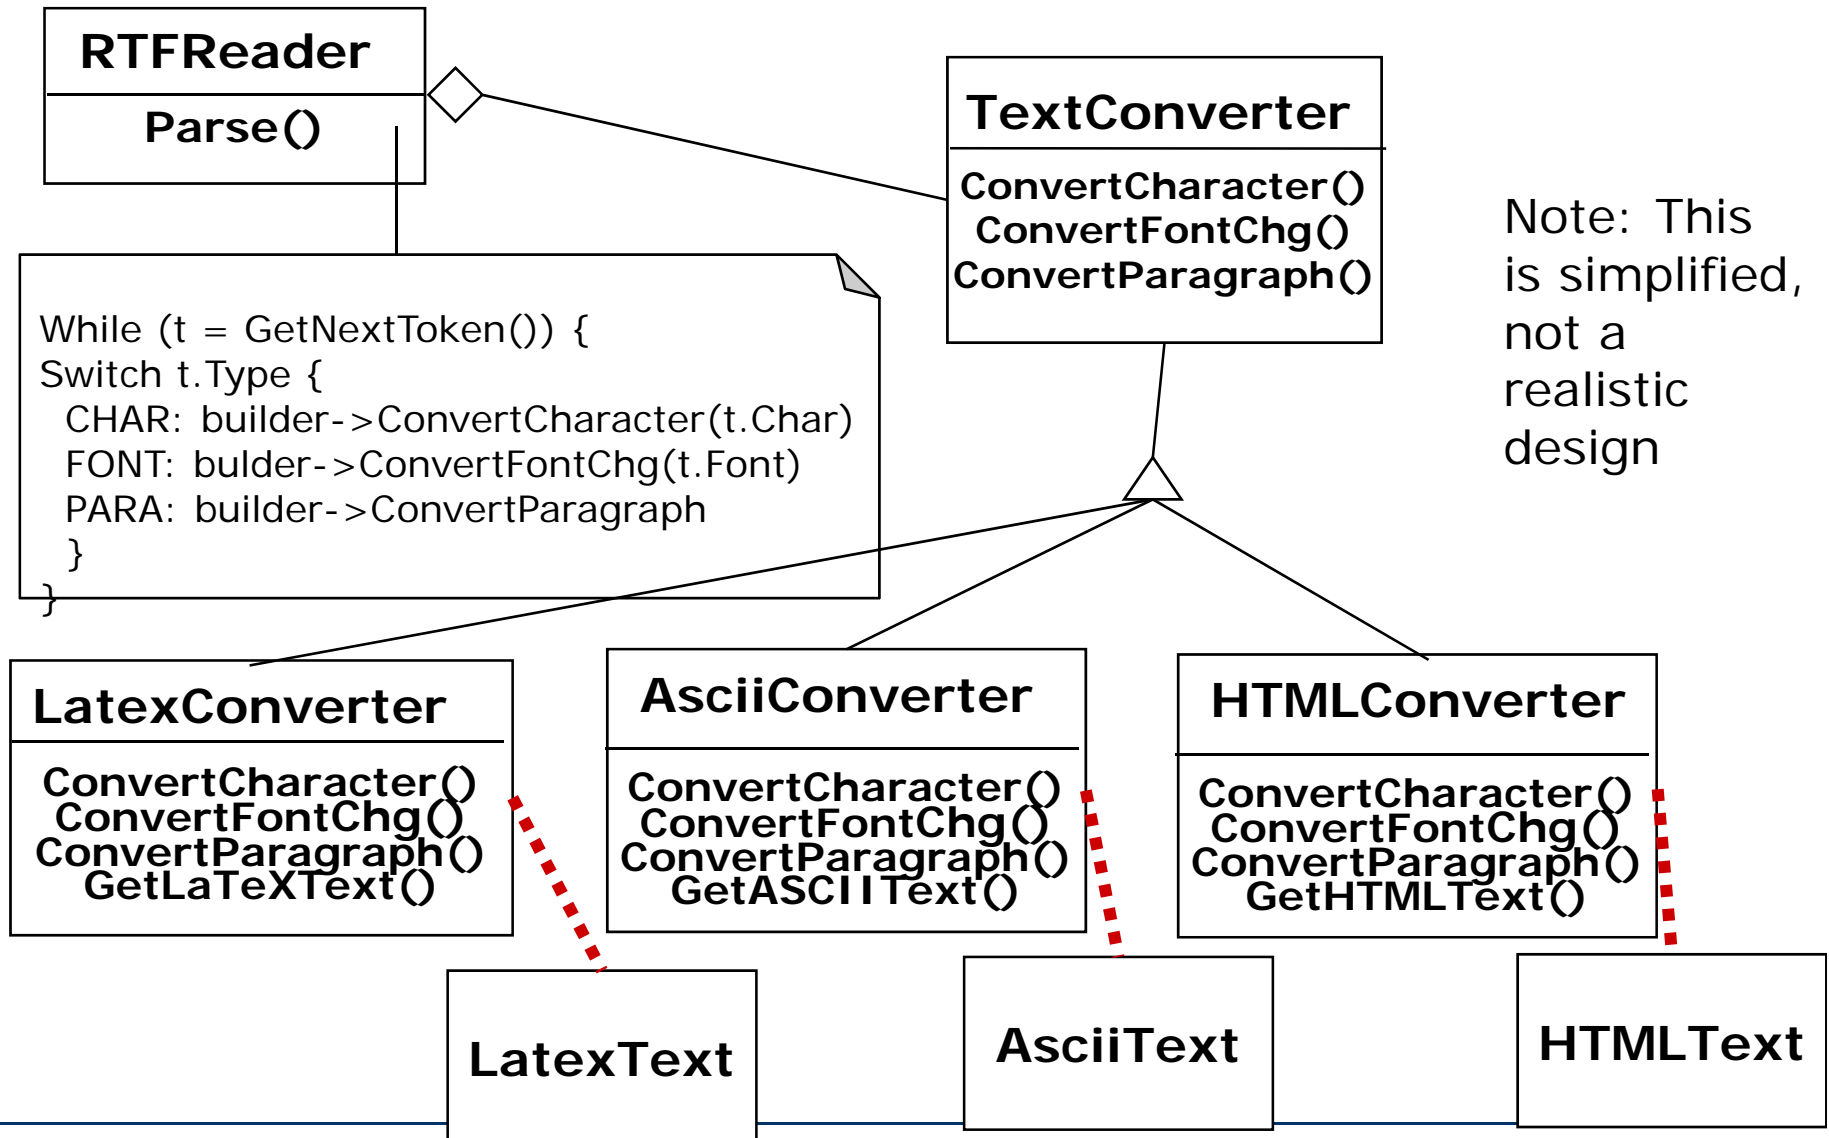 RTFReader
Parse()
TextConverter
ConvertCharacter()
ConvertFontChg()
ConvertParagraph()
Note: This
is simplified,
not a
realistic
design
While (t = GetNextToken()) {
Switch t.Type {
CHAR: builder->ConvertCharacter(t.Char)
FONT: bulder->ConvertFontChg(t.Font)
PARA: builder->ConvertParagraph
}
}
LatexConverter
ConvertCharacter()
ConvertFontChg()
ConvertParagraph()
GetLaTeXText()
AsciiConverter
ConvertCharacter()
ConvertFontChg()
ConvertParagraph()
GetASCIIText()
HTMLConverter
ConvertCharacter()
ConvertFontChg()
ConvertParagraph()
GetHTMLText()
LatexText
AsciiText
HTMLText